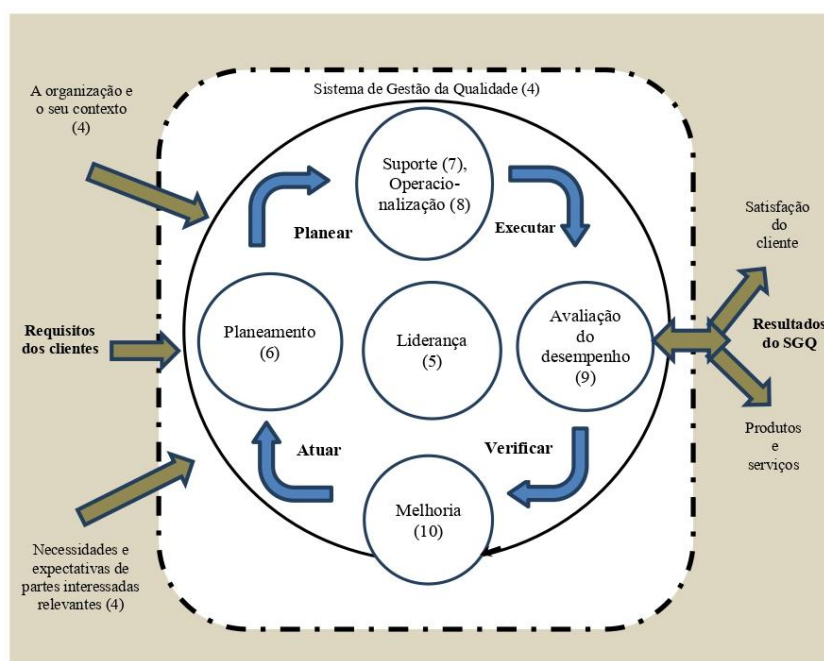 Sistema de Gestão da Qualidade (4)
A organização e
o seu contexto
(4)
Suporte (7),
Operacio-
nalização (8)
Planear
Executar
Satisfação
do
cliente
Requisitos
dos clientes
Planeamento
(6)
Liderança
(5)
Avaliação
do
desempenho
(9)
Resultados
do SGQ
Atuar
Verificar
Produtos
e
serviços
Melhoria
(10)
Necessidades e
expectativas de
partes interessadas
relevantes (4)